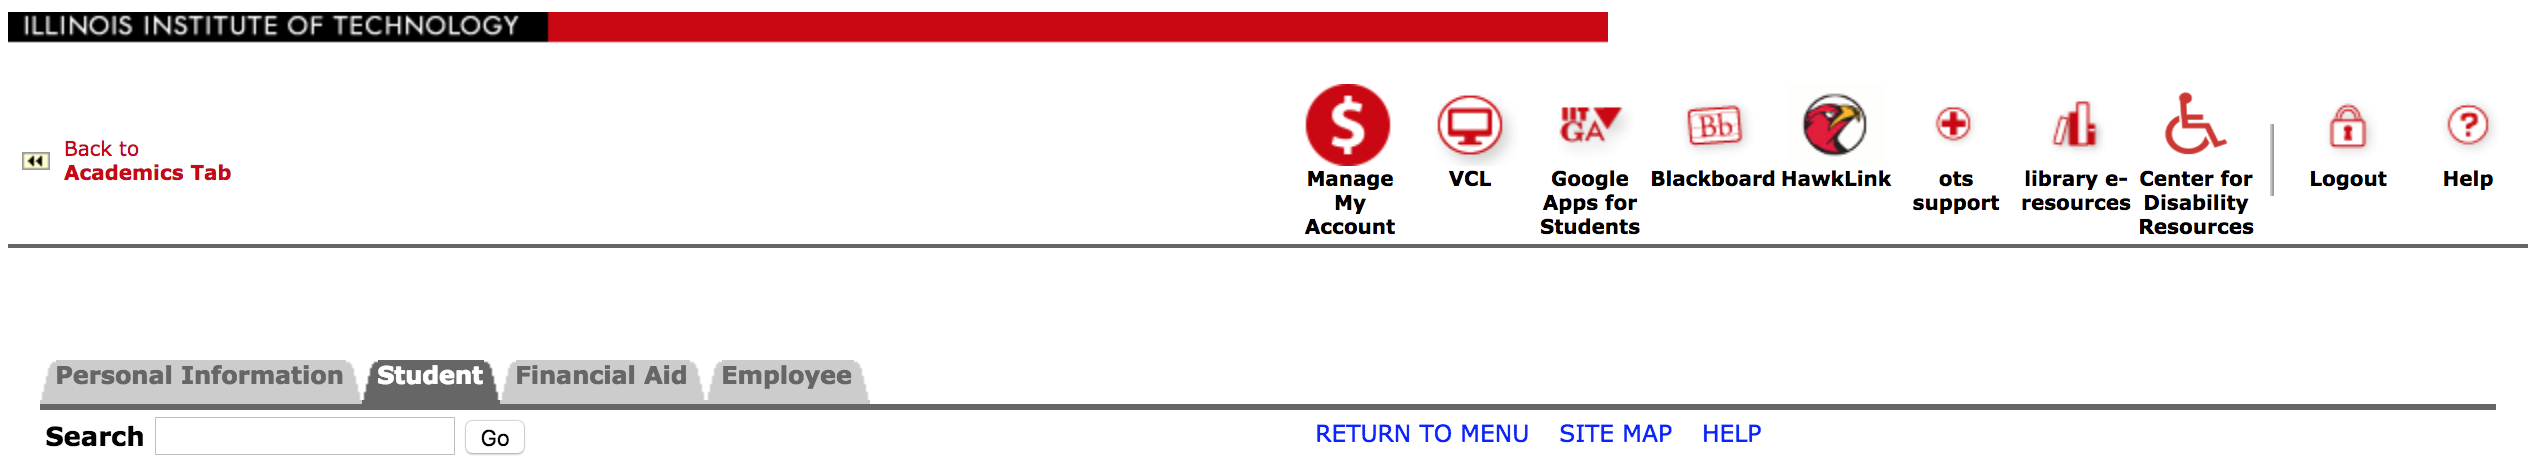 ILLINOIS INSTITUTE OF TECHNOLOGY
Back to
Academics Tab
$
IIT
GA
Bb
?
Manage
My
Account
VCL
Google
Apps for
Students
Blackboard
HawkLink
ots
support
library e-
resources
Center for
Disability
Resources
Logout
Help
Personal Information
Student
Financial Aid
Employee
Search
Go
RETURN TO MENU
SITE MAP
HELP